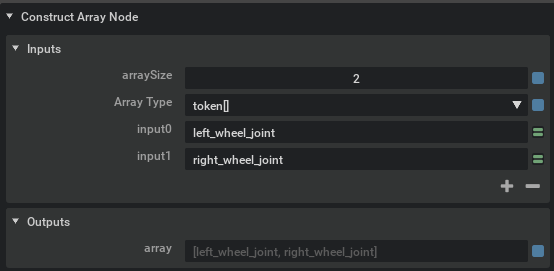 Construct Array Node
Inputs
arraySize 2
Array Type token[]
input0 left_wheel_joint
input1 right_wheel_joint
Outputs
array [left_wheel_joint, right_wheel_joint]